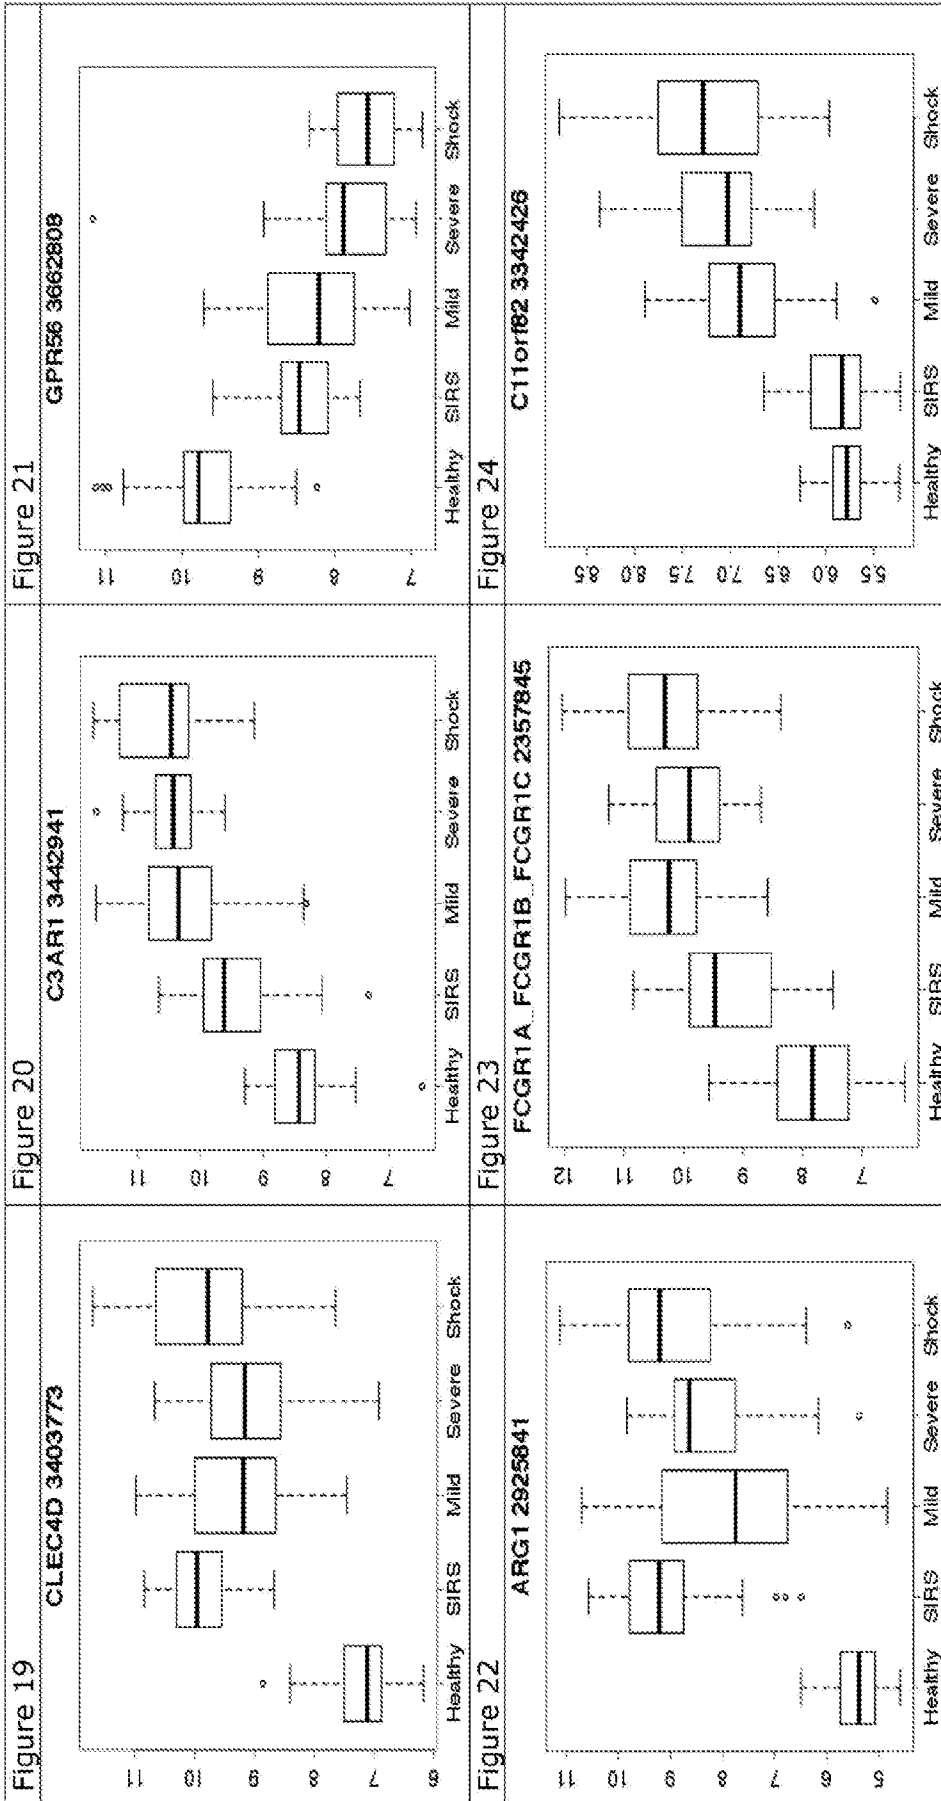 Figure 19
CLEC4D 3403773
11
10
9
8
7
6
Healthy SIRS Mild Severe Shock
Figure 20
C3AR1 3442941
11
10
9
8
7
Healthy SIRS Mild Severe Shock
Figure 21
GPR56 3662808
11
10
9
8
7
Healthy SIRS Mild Severe Shock
Figure 22
ARG1 2925841
11
10
9
8
7
6
5
Healthy SIRS Mild Severe Shock
Figure 23
FCGR1A FCGR1B FCGR1C 2357845
12
11
10
9
8
7
Healthy SIRS Mild Severe Shock
Figure 24
C11orf82 3342426
8.5
8.0
7.5
7.0
6.5
6.0
5.5
Healthy SIRS Mild Severe Shock